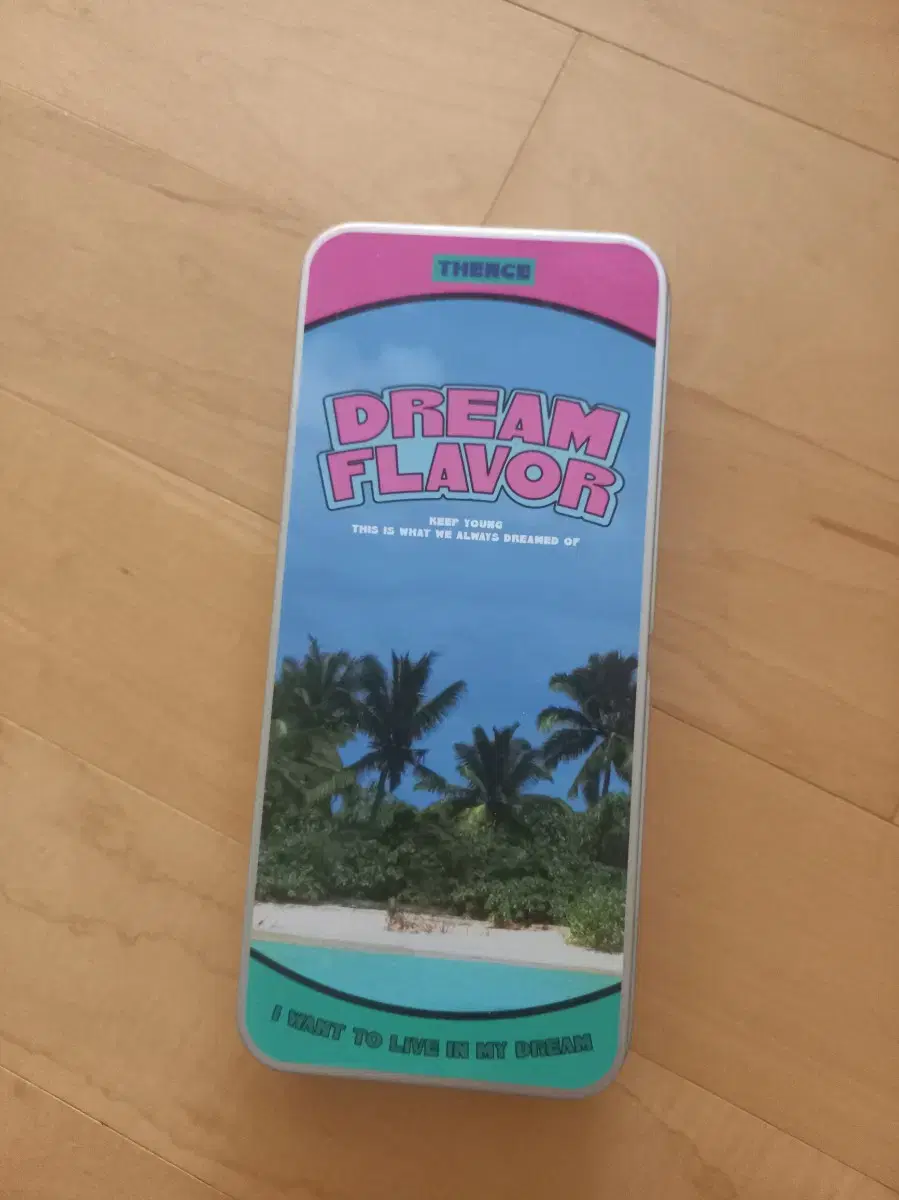 THENCE
DREAM
FLAVOR
KEEP YOUNG
THIS IS WHAT WE ALWAYS DREAMED OF
I WANT TO LIVE IN MY DREAM